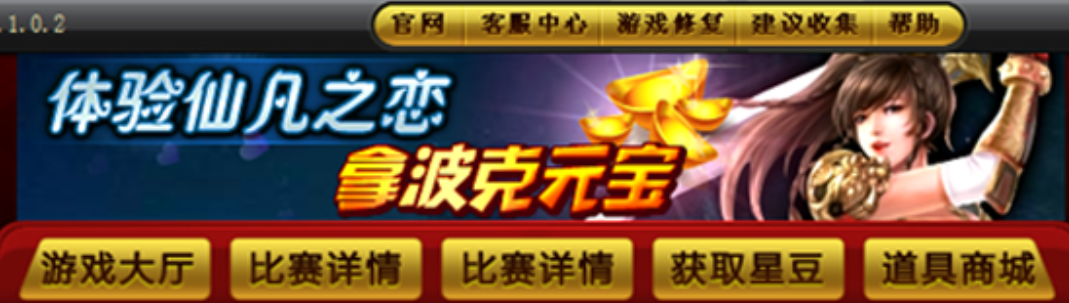 .1.0.2
官网 客服中心 游戏修复 建议收集 帮助
体验仙凡之恋
拿波克元宝
游戏大厅 比赛详情 比赛详情 获取星豆 道具商城